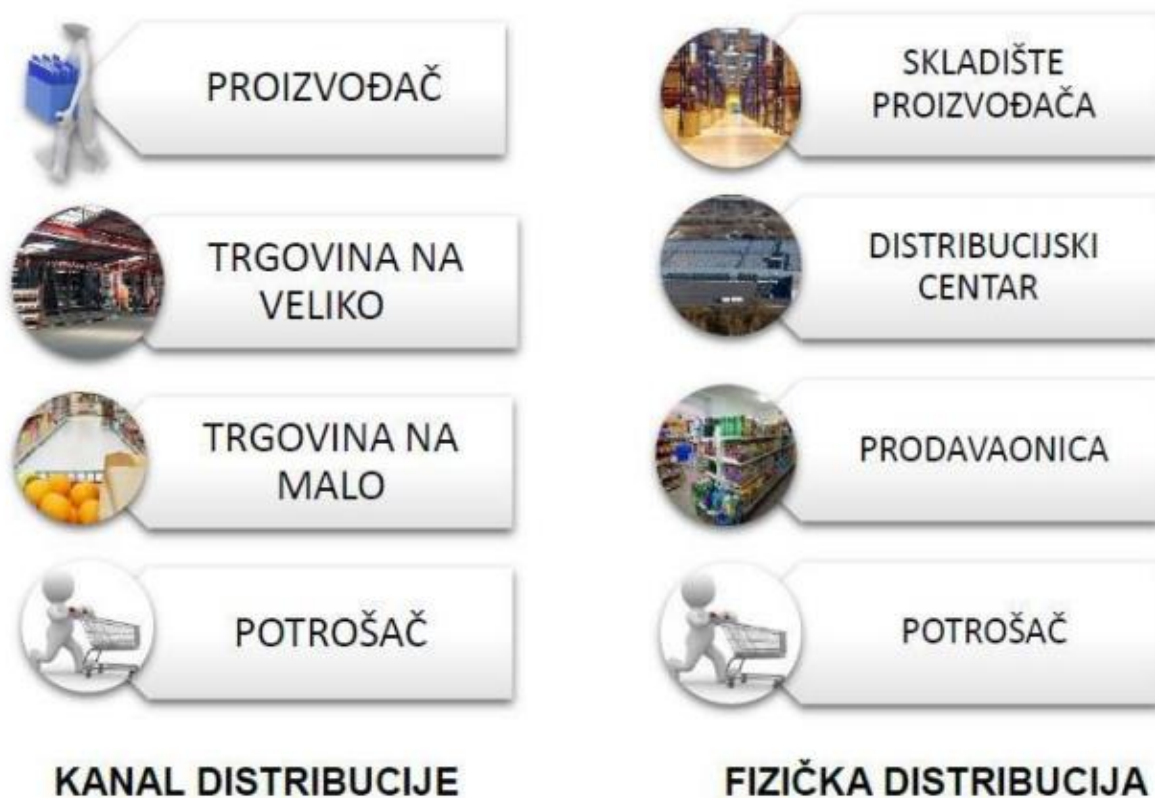 PROIZVOĐAČ
TRGOVINA NA
VELIKO
TRGOVINA NA
MALO
POTROŠAČ
KANAL DISTRIBUCIJE
SKLADIŠTE
PROIZVOĐAČA
DISTRIBUCIJSKI
CENTAR
PRODAVAONICA
POTROŠAČ
FIZIČKA DISTRIBUCIJA